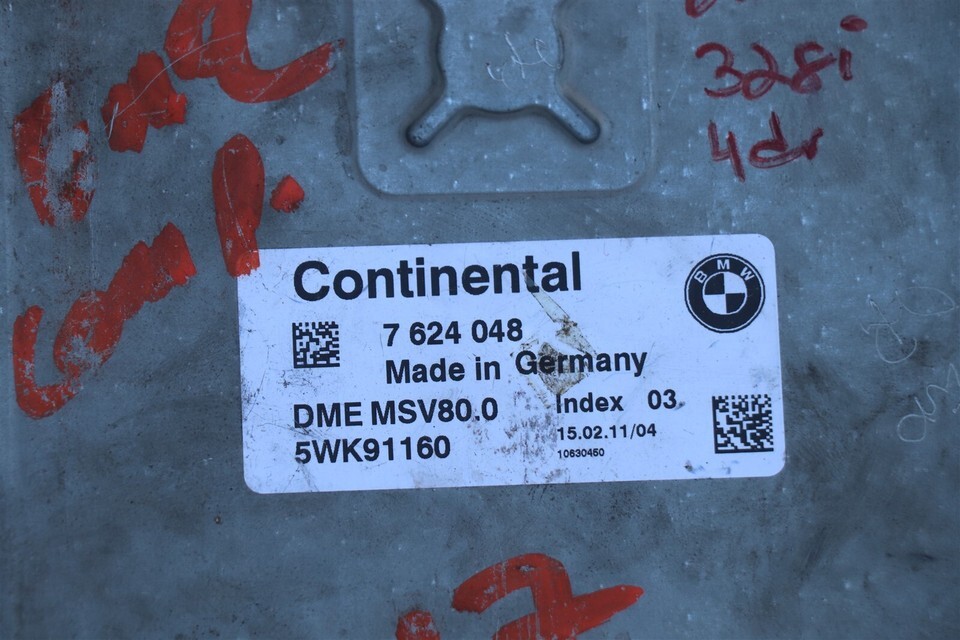 328i
4dr
Continental
BMW
7 624 048
Made in Germany
DME MSV80.0
Index 03
5WK91160
15.02.11/04
10630450